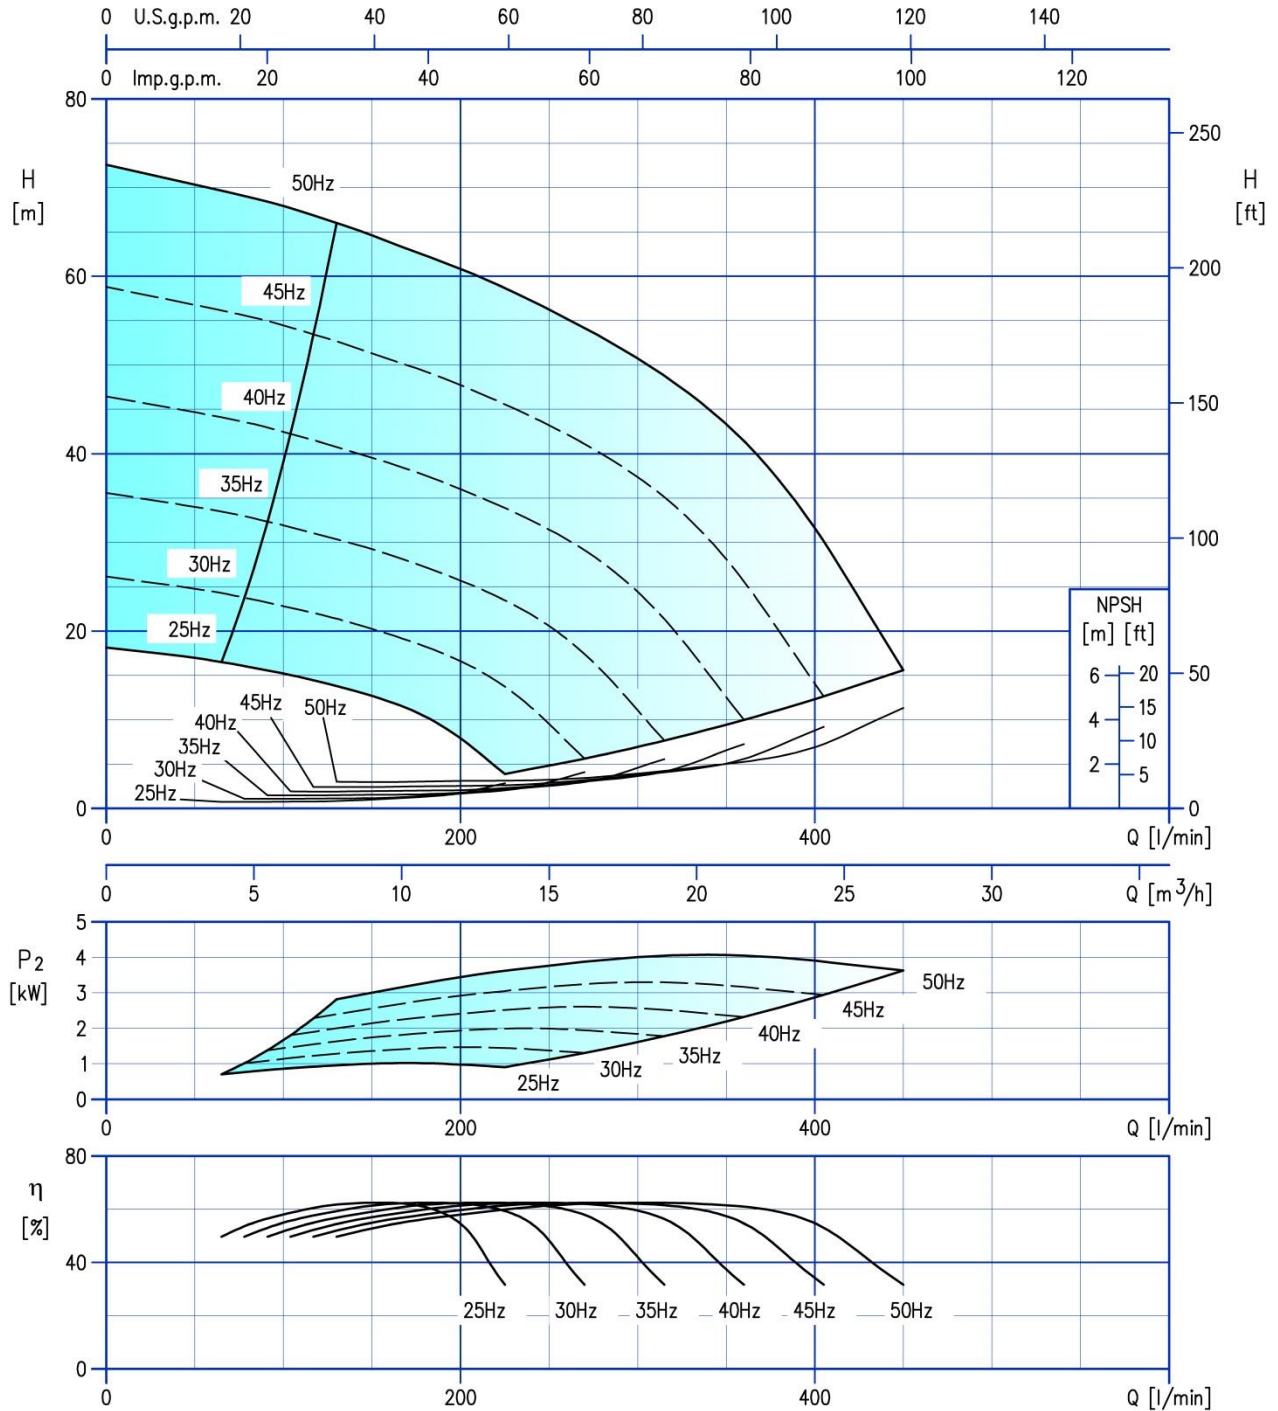 0 U.S.g.p.m. 20 40 60 80 100 120 140
0 Imp.g.p.m. 20 40 60 80 100 120
80 250
H [m]
H [ft]
50Hz
60 200
45Hz
40Hz
150
40
35Hz
100
30Hz
NPSH
[m] [ft]
25Hz
20
6 20 50
4 15
10
2 5
45Hz
50Hz
40Hz
35Hz
30Hz
25Hz
0 0
0 200 400 Q [l/min]
0 5 10 15 20 25 30 Q [m³/h]
P2 [kW]
5
4
3
2
1
0
50Hz
45Hz
40Hz
35Hz
30Hz
25Hz
0 200 400 Q [l/min]
80
η [%]
40
25Hz 30Hz 35Hz 40Hz 45Hz 50Hz
0
0 200 400 Q [l/min]